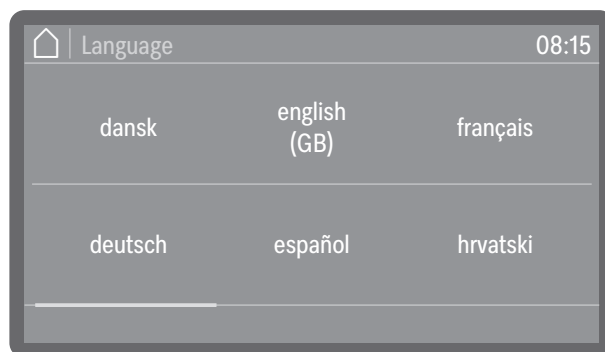 Language
08:15
dansk
english
(GB)
français
deutsch
español
hrvatski